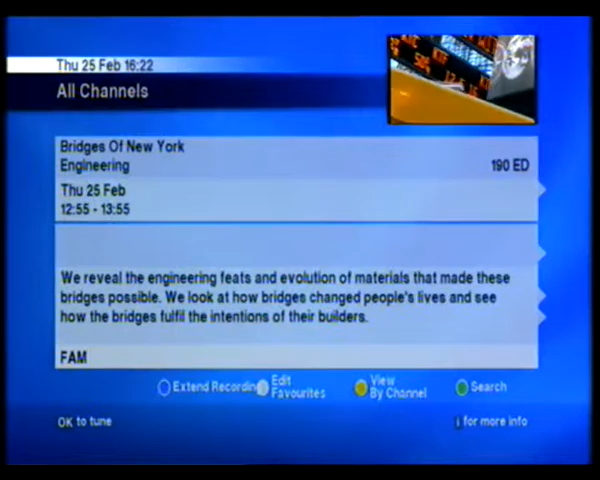 Thu 25 Feb 16:22
All Channels
Bridges Of New York
Engineering 190 ED
Thu 25 Feb
12:55 - 13:55
We reveal the engineering feats and evolution of materials that made these
bridges possible. We look at how bridges changed people's lives and see
how the bridges fulfil the intentions of their builders.
FAM
Extend Recording
Edit
Favourites
View
By Channel
Search
OK to tune
i for more info